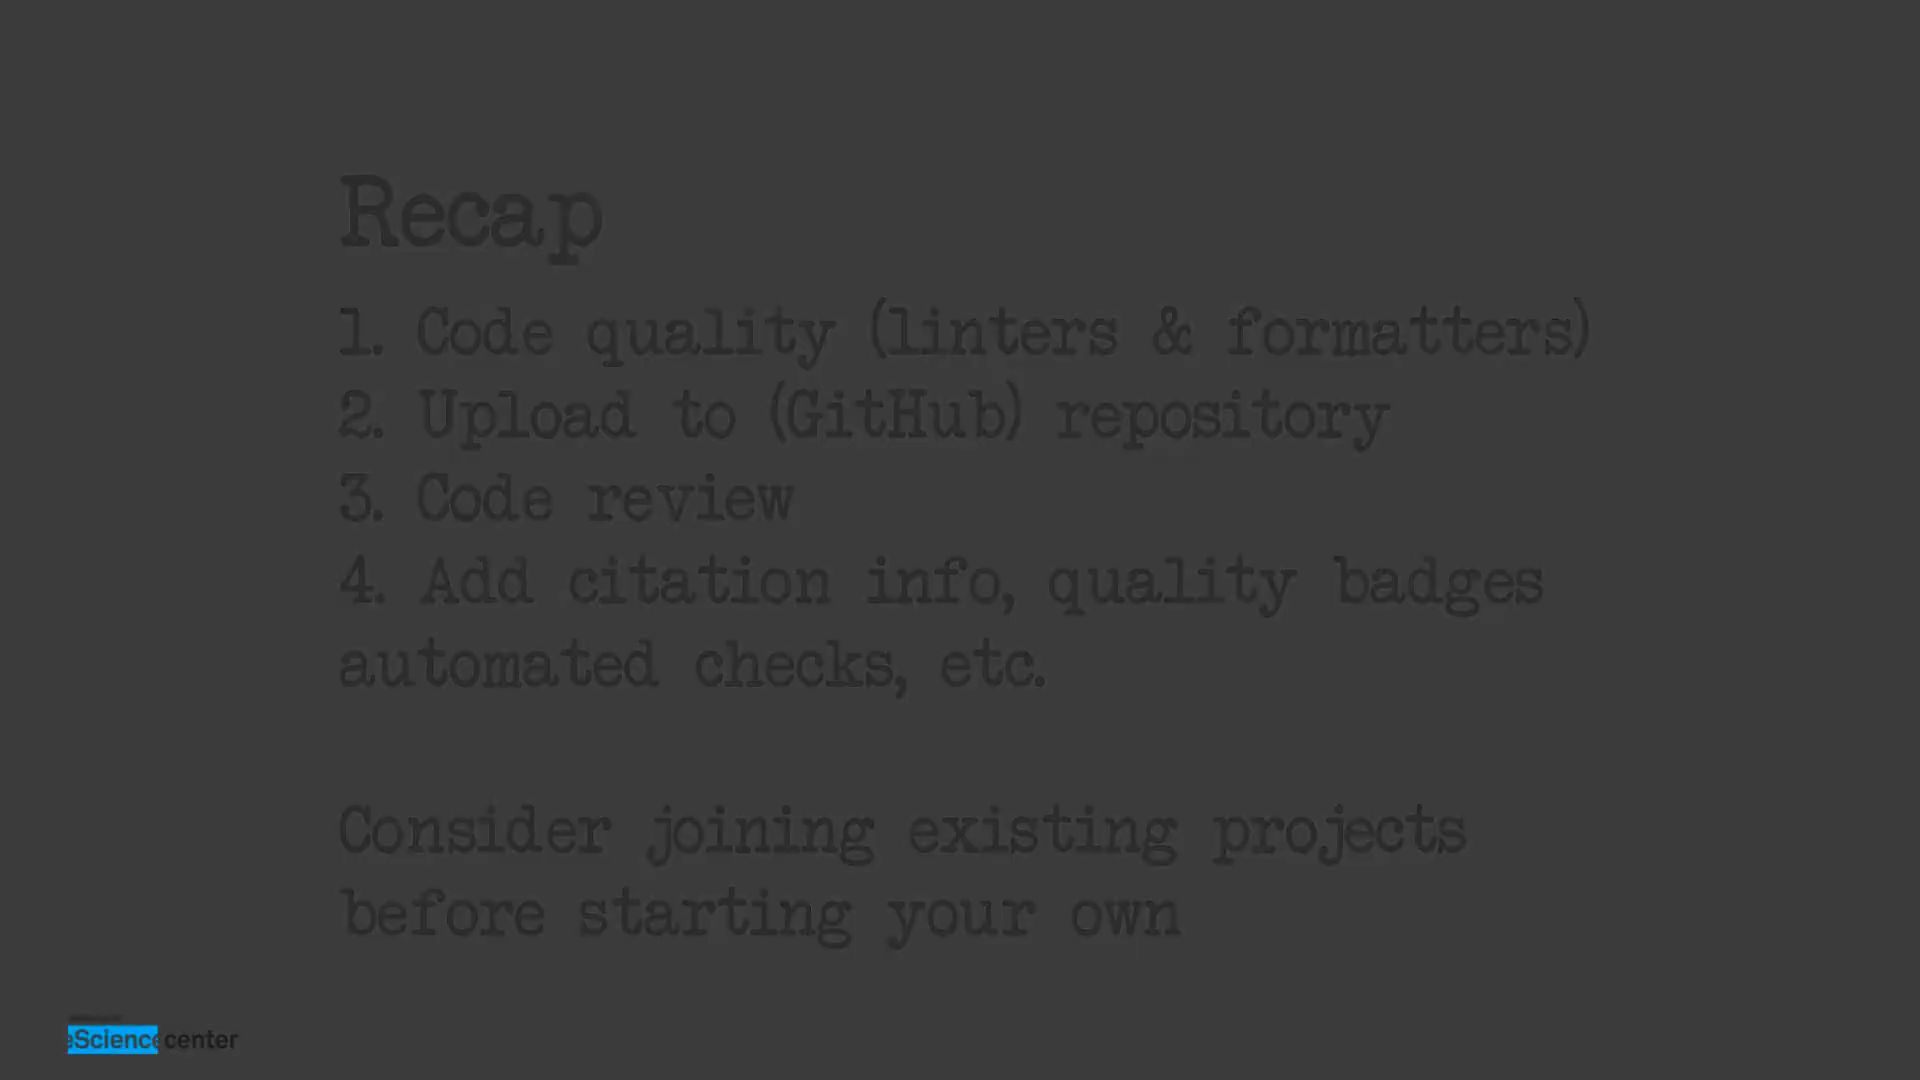 Recap
1. Code quality (linters & formatters)
2. Upload to (GitHub) repository
3. Code review
4. Add citation info, quality badges
automated checks, etc.
Consider joining existing projects
before starting your own
eScience center